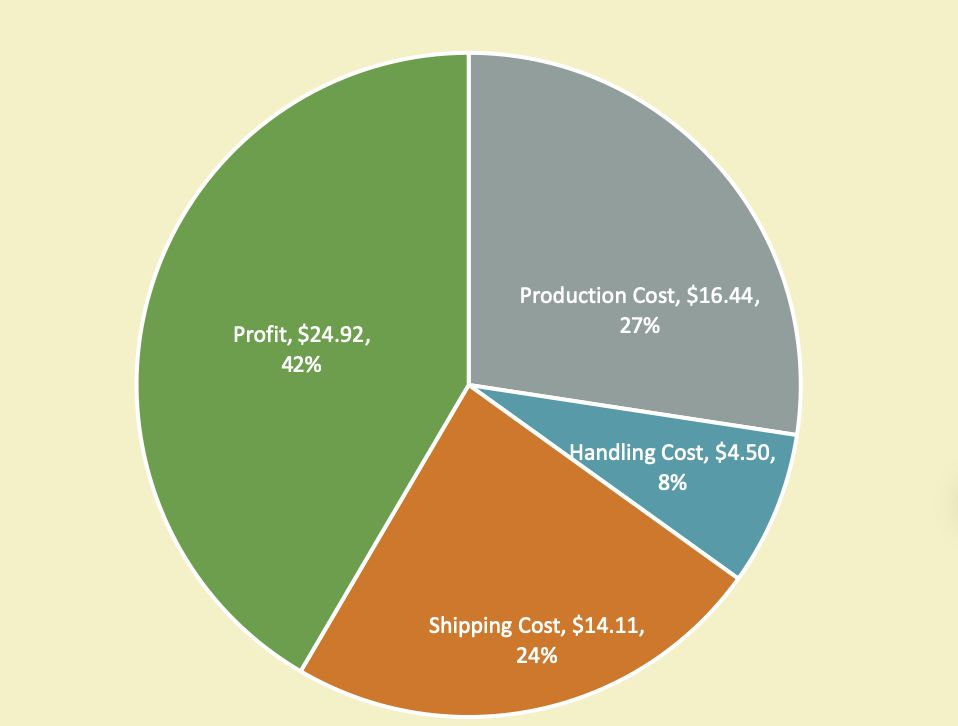 Production Cost, $16.44,
27%
Profit, $24.92,
42%
Handling Cost, $4.50,
8%
Shipping Cost, $14.11,
24%